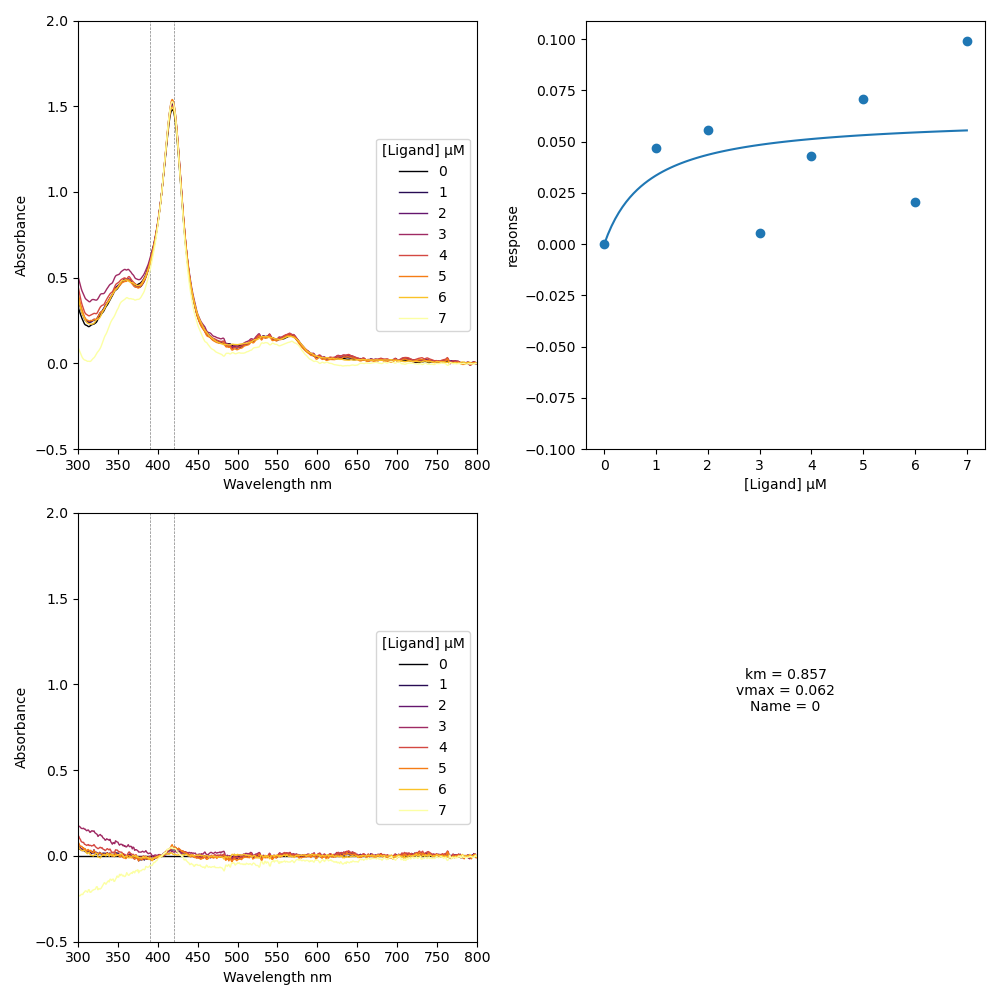 2.0
1.5
1.0
0.5
0.0
−0.5
Absorbance
300 350 400 450 500 550 600 650 700 750 800
Wavelength nm
[Ligand] μM
0
1
2
3
4
5
6
7
0.100
0.075
0.050
0.025
0.000
−0.025
−0.050
−0.075
−0.100
response
0 1 2 3 4 5 6 7
[Ligand] μM
2.0
1.5
1.0
0.5
0.0
−0.5
Absorbance
300 350 400 450 500 550 600 650 700 750 800
Wavelength nm
[Ligand] μM
0
1
2
3
4
5
6
7
km = 0.857
vmax = 0.062
Name = 0